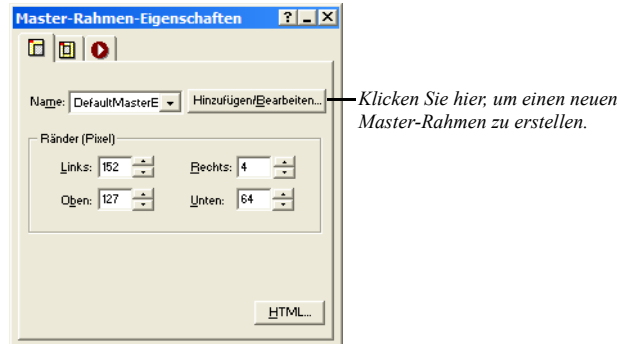 Master-Rahmen-Eigenschaften
Name: DefaultMasterE Hinzufügen/Bearbeiten...
Klicken Sie hier, um einen neuen
Master-Rahmen zu erstellen.
Ränder (Pixel)
Links: 152 Rechts: 4
Oben: 127 Unten: 64
HTML...